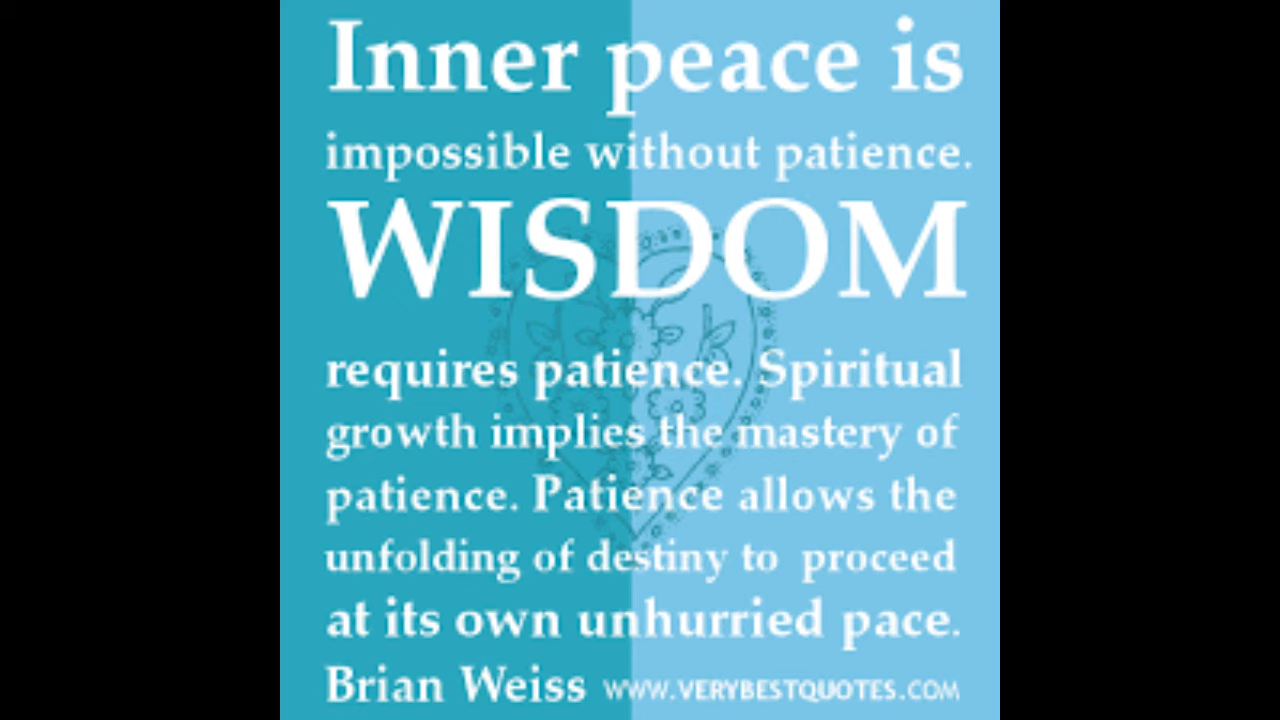 Inner peace is
impossible without patience.
WISDOM
requires patience. Spiritual
growth implies the mastery of
patience. Patience allows the
unfolding of destiny to proceed
at its own unhurried pace.
Brian Weiss WWW.VERYBESTQUOTES.COM